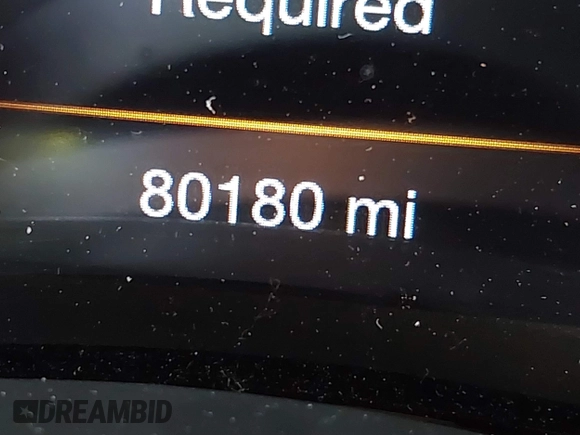 Required
80180 mi
DREAMBID